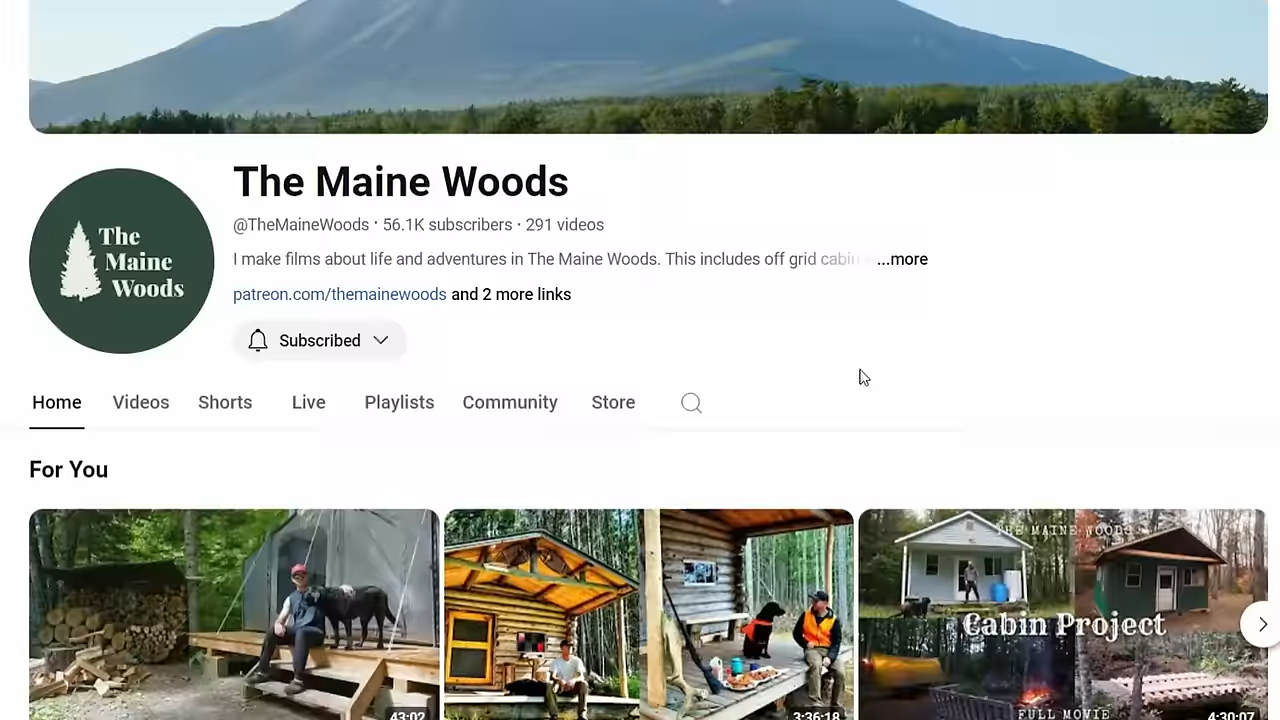 The Maine Woods
@TheMaineWoods · 56.1K subscribers · 291 videos
I make films about life and adventures in The Maine Woods. This includes off grid cabin ...more
patreon.com/themainewoods and 2 more links
The
Maine
Woods
Subscribed
Home Videos Shorts Live Playlists Community Store
For You
THE MAINE WOODS
Cabin Project
FULL MOVIE
43:02 3:36:18 4:30:07